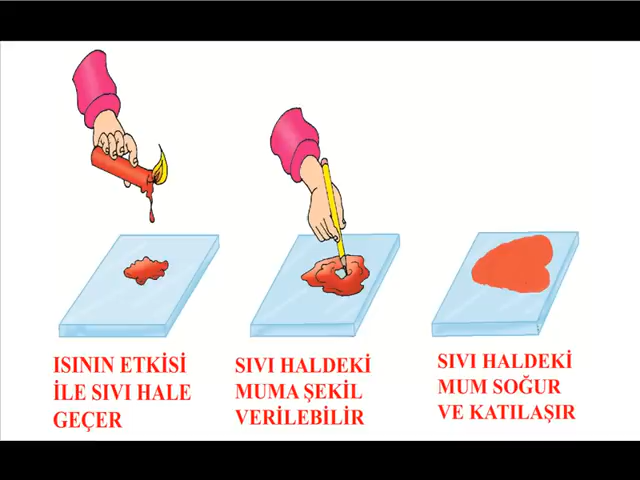 ISININ ETKİSİ
İLE SIVI HALE
GEÇER
SIVI HALDEKİ
MUMA ŞEKİL
VERİLEBİLİR
SIVI HALDEKİ
MUM SOĞUR
VE KATILAŞIR